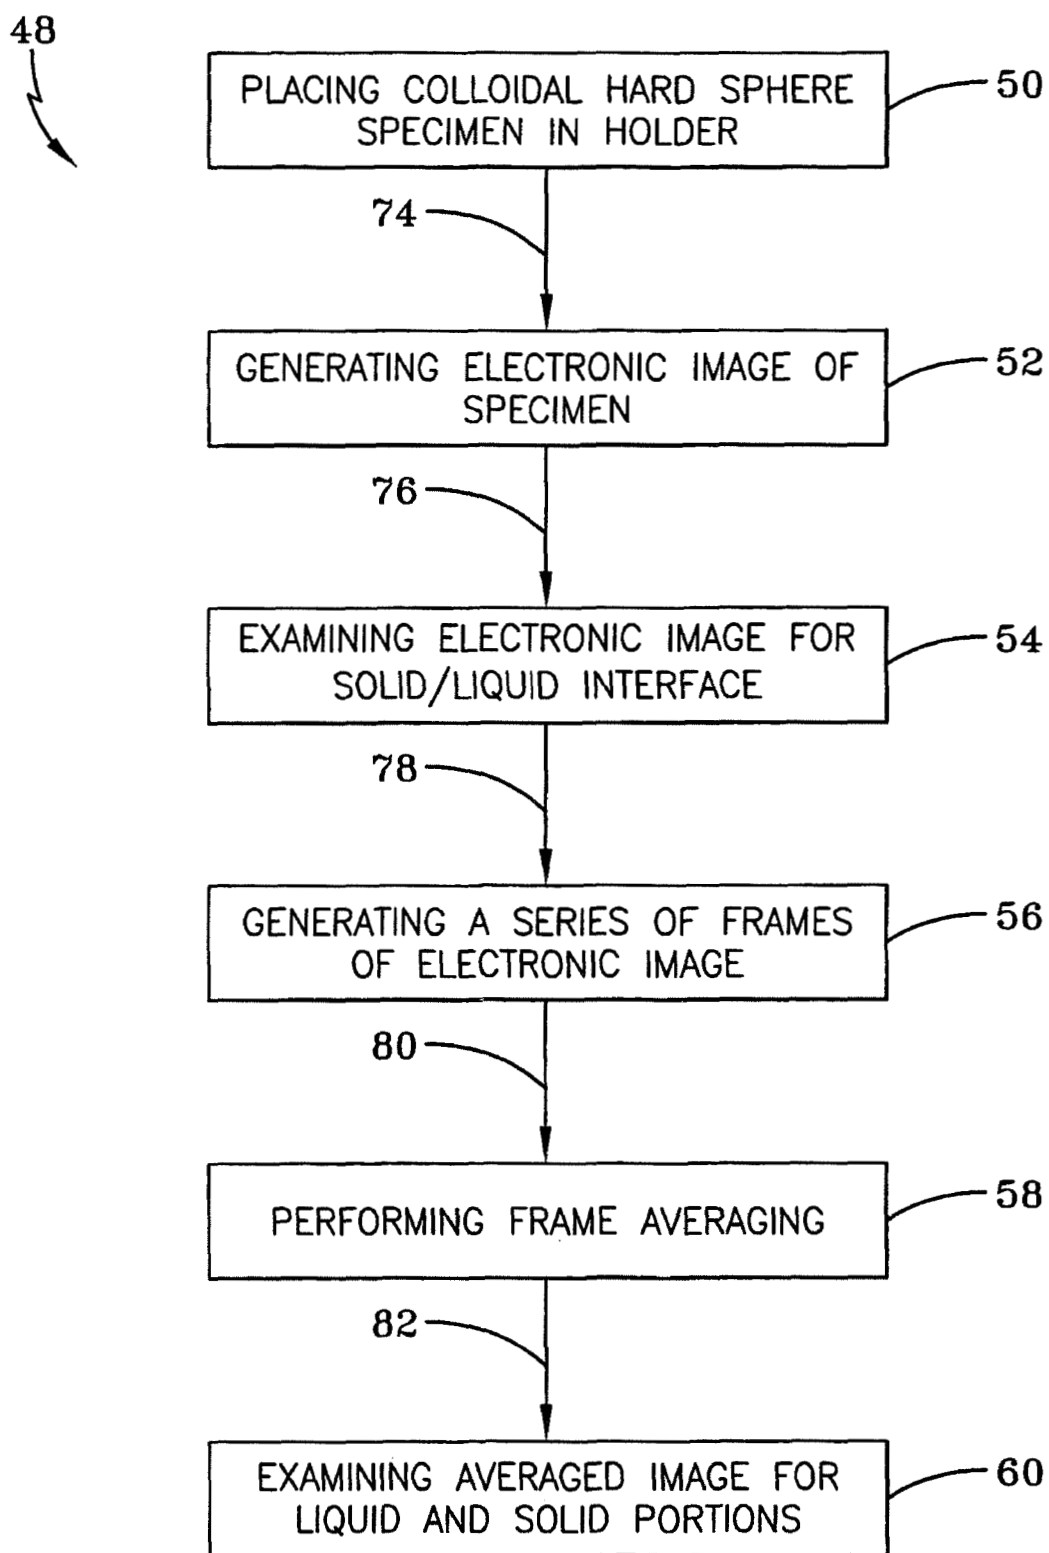 48
PLACING COLLOIDAL HARD SPHERE
SPECIMEN IN HOLDER
50
74
GENERATING ELECTRONIC IMAGE OF
SPECIMEN
52
76
EXAMINING ELECTRONIC IMAGE FOR
SOLID/LIQUID INTERFACE
54
78
GENERATING A SERIES OF FRAMES
OF ELECTRONIC IMAGE
56
80
PERFORMING FRAME AVERAGING
58
82
EXAMINING AVERAGED IMAGE FOR
LIQUID AND SOLID PORTIONS
60